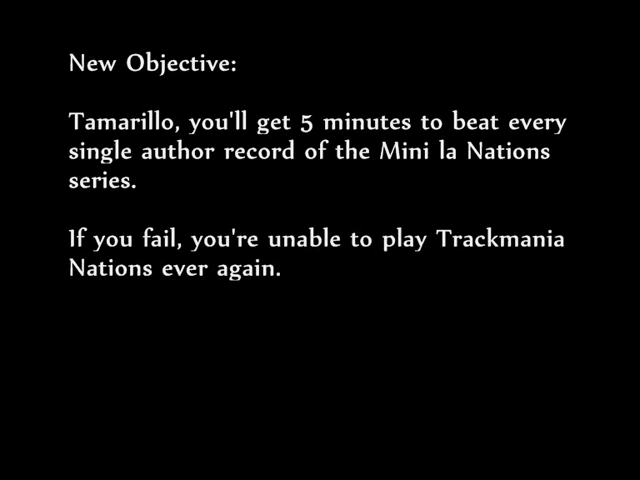 New Objective:
Tamarillo, you'll get 5 minutes to beat every
single author record of the Mini la Nations
series.
If you fail, you're unable to play Trackmania
Nations ever again.